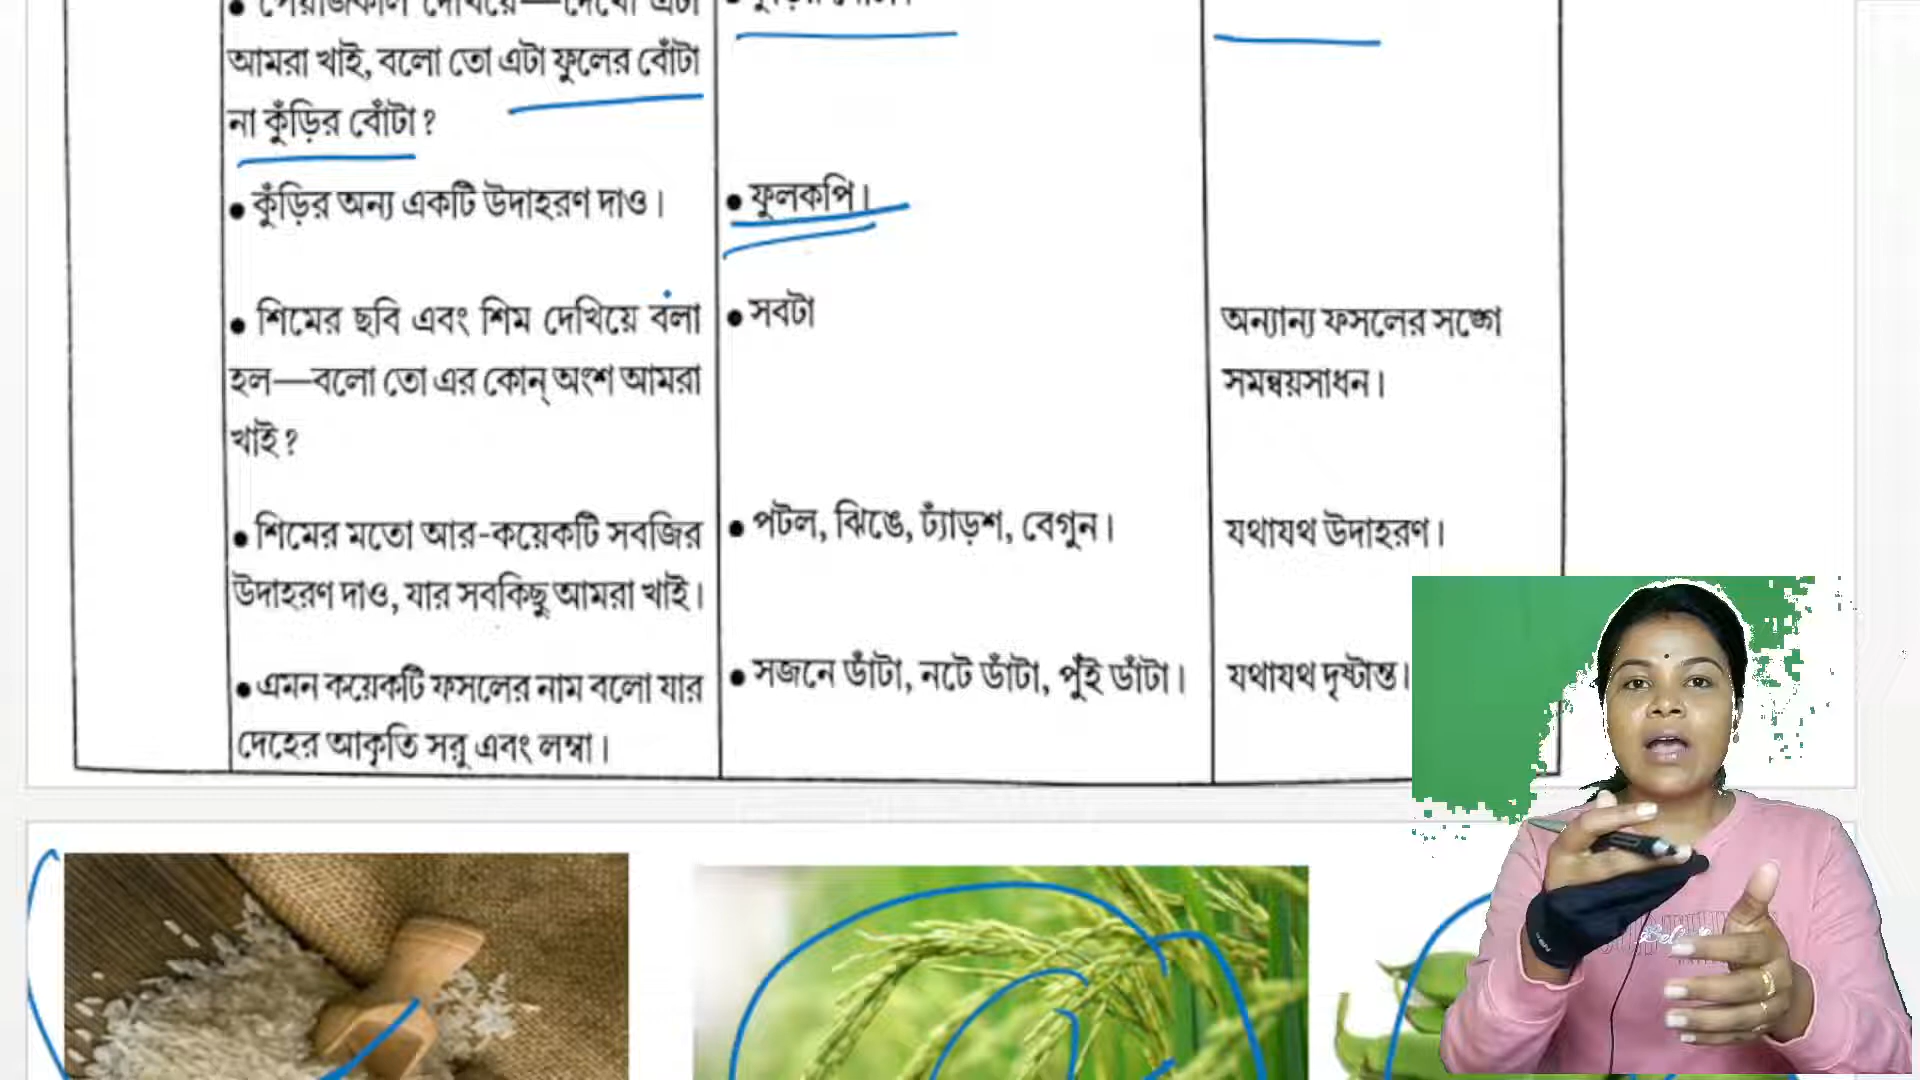 আমরা খাই, বলো তো এটা ফুলের বোঁটা
না কুঁড়ির বোঁটা?
• কুঁড়ির অন্য একটি উদাহরণ দাও।
• ফুলকপি।
• শিমের ছবি এবং শিম দেখিয়ে বলা
হল—বলো তো এর কোন্ অংশ আমরা
খাই?
• সবটা
অন্যান্য ফসলের সঙ্গে
সমন্বয়সাধন।
• শিমের মতো আর-কয়েকটি সবজির
উদাহরণ দাও, যার সবকিছু আমরা খাই।
• পটল, ঝিঙে, ঢ্যাঁড়শ, বেগুন।
যথাযথ উদাহরণ।
• এমন কয়েকটি ফসলের নাম বলো যার
দেহের আকৃতি সরু এবং লম্বা।
• সজনে ডাঁটা, নটে ডাঁটা, পুঁই ডাঁটা।
যথাযথ দৃষ্টান্ত।